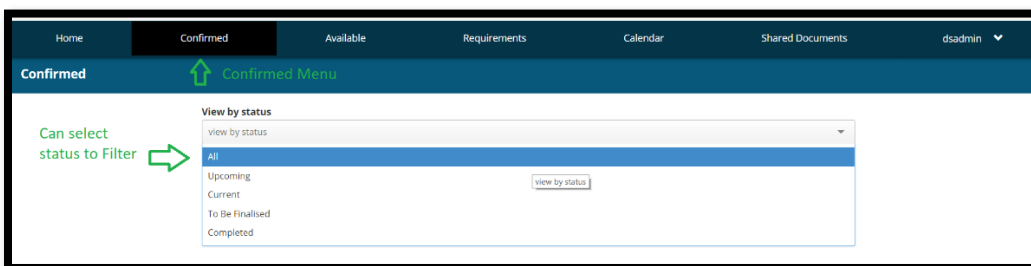 Home Confirmed Available Requirements Calendar Shared Documents dsadmin
Confirmed
Confirmed Menu
View by status
Can select
status to Filter
view by status
All
Upcoming
view by status
Current
To Be Finalised
Completed